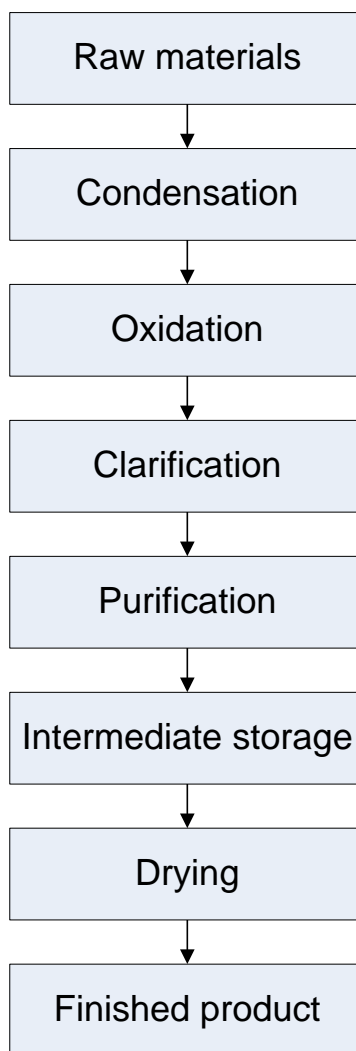 Raw materials
Condensation
Oxidation
Clarification
Purification
Intermediate storage
Drying
Finished product